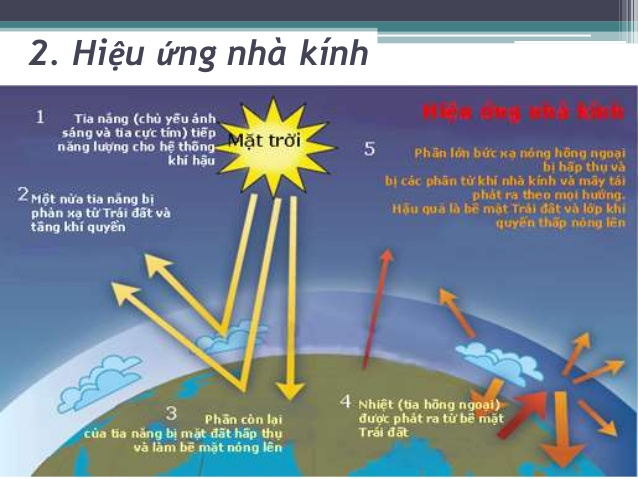 2. Hiệu ứng nhà kính
Hiệu ứng nhà kính
1
Tia nắng (chủ yếu ánh
sáng và tia cực tím) tiếp
năng lượng cho hệ thống
khí hậu
Mặt trời
2
Một nửa tia nắng bị
phản xạ từ Trái đất và
tầng khí quyển
3
Phần còn lại
của tia nắng bị mặt đất hấp thụ
và làm bề mặt nóng lên
4
Nhiệt (tia hồng ngoại)
được phát ra từ bề mặt
Trái đất
5
Phần lớn bức xạ nóng hồng ngoại
bị hấp thụ và
bị các phân tử khí nhà kính và mây tái
phát ra theo mọi hướng.
Hậu quả là bề mặt Trái đất và lớp khí
quyển thấp nóng lên